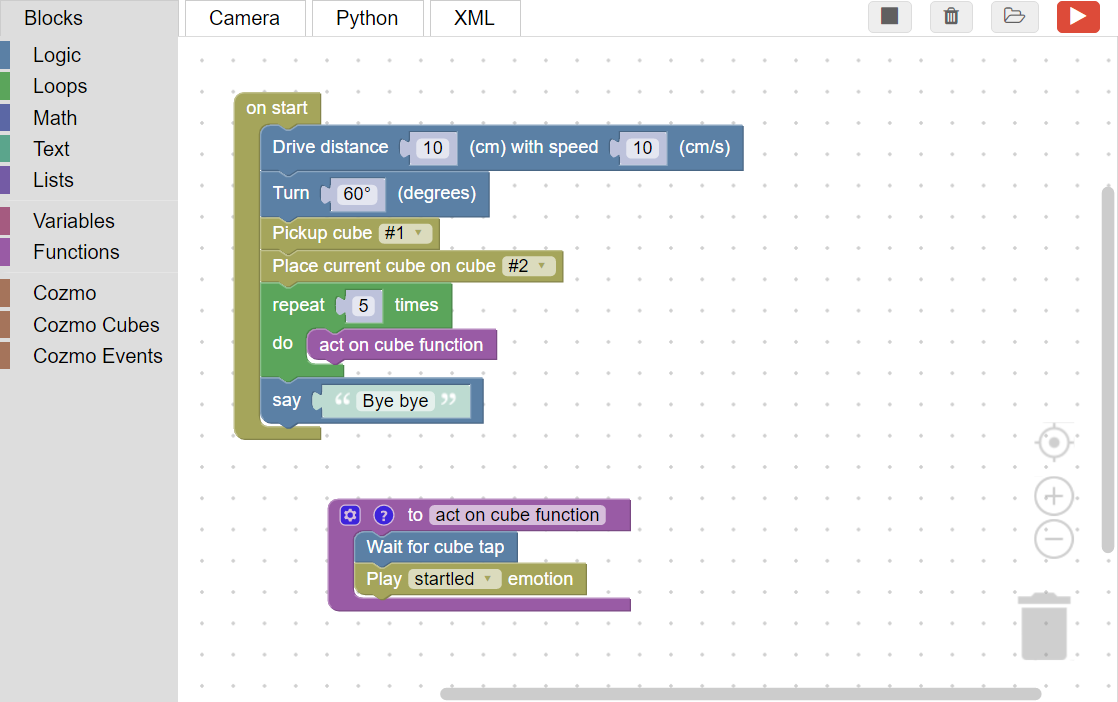 Blocks
Camera
Python
XML
Logic
Loops
Math
Text
Lists
Variables
Functions
Cozmo
Cozmo Cubes
Cozmo Events
on start
Drive distance 10 (cm) with speed 10 (cm/s)
Turn 60° (degrees)
Pickup cube #1
Place current cube on cube #2
repeat 5 times
do act on cube function
say “ Bye bye ”
? to act on cube function
Wait for cube tap
Play startled emotion